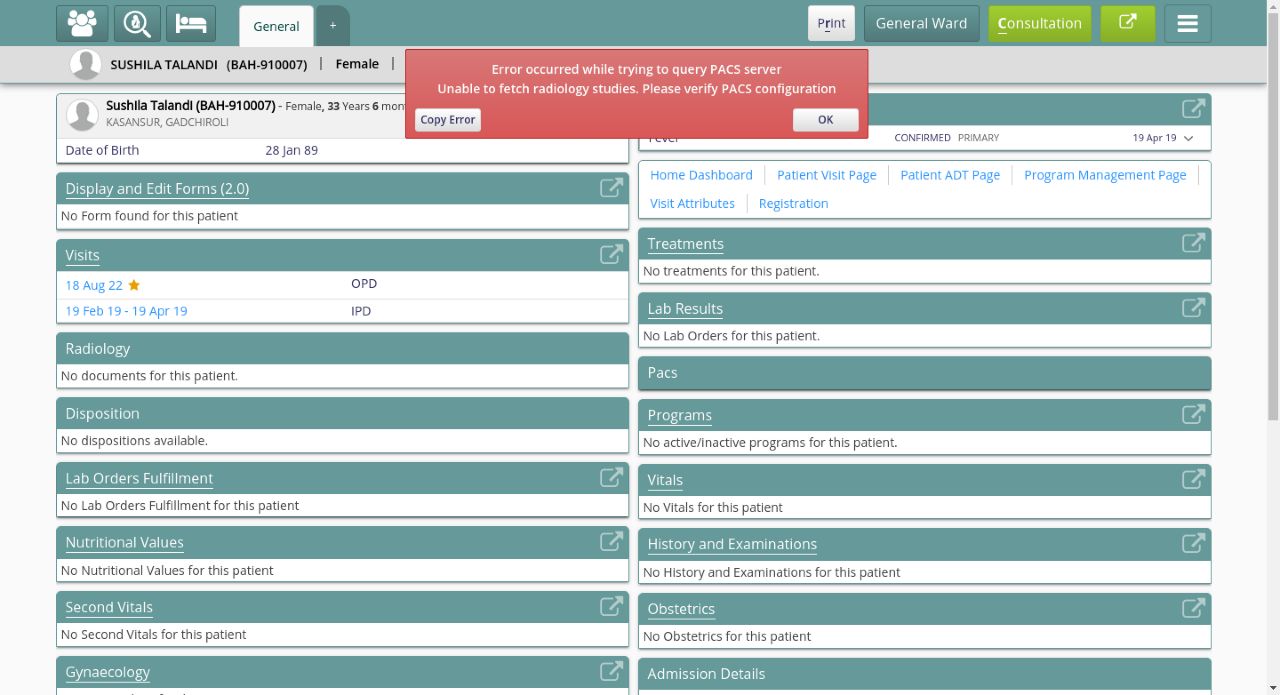 General
+
Print
General Ward
Consultation
SUSHILA TALANDI (BAH-910007) | Female |
Error occurred while trying to query PACS server
Unable to fetch radiology studies. Please verify PACS configuration
Copy Error
OK
Sushila Talandi (BAH-910007) - Female, 33 Years 6
KASANSUR, GADCHIROLI
Date of Birth 28 Jan 89
Display and Edit Forms (2.0)
No Form found for this patient
Visits
18 Aug 22 OPD
19 Feb 19 - 19 Apr 19 IPD
Radiology
No documents for this patient.
Disposition
No dispositions available.
Lab Orders Fulfillment
No Lab Orders Fulfillment for this patient
Nutritional Values
No Nutritional Values for this patient
Second Vitals
No Second Vitals for this patient
Gynaecology
CONFIRMED PRIMARY 19 Apr 19
Home Dashboard Patient Visit Page Patient ADT Page Program Management Page
Visit Attributes Registration
Treatments
No treatments for this patient.
Lab Results
No Lab Orders for this patient.
Pacs
Programs
No active/inactive programs for this patient.
Vitals
No Vitals for this patient
History and Examinations
No History and Examinations for this patient
Obstetrics
No Obstetrics for this patient
Admission Details